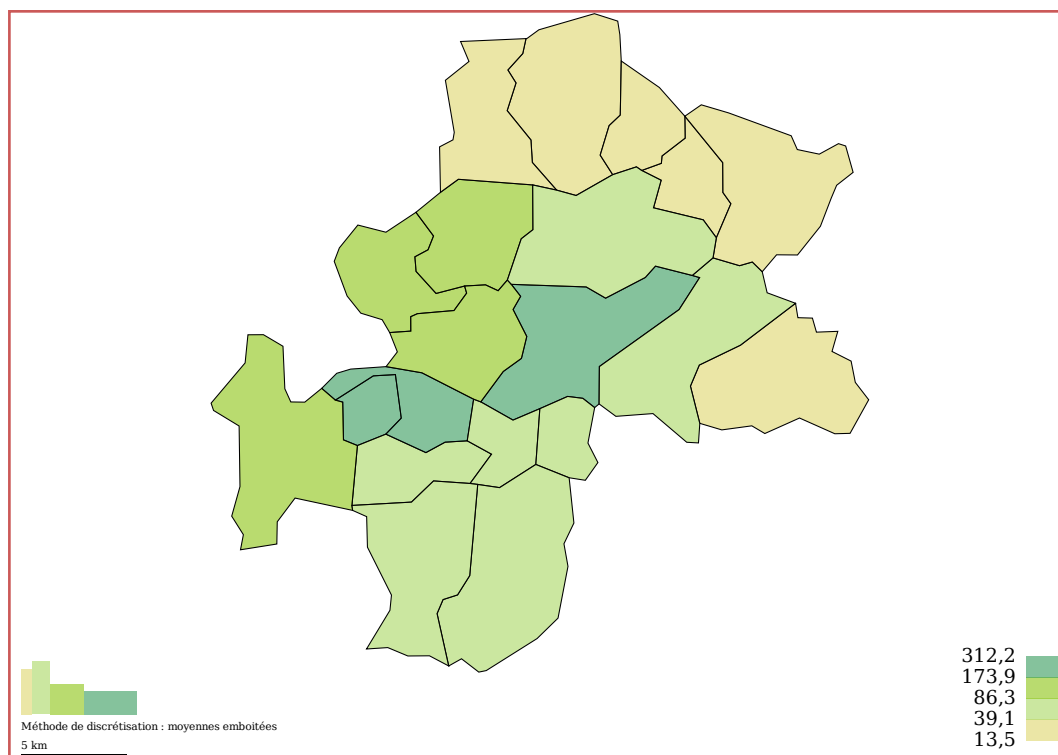 312,2
173,9
86,3
39,1
13,5
Méthode de discrétisation : moyennes emboitées
5 km